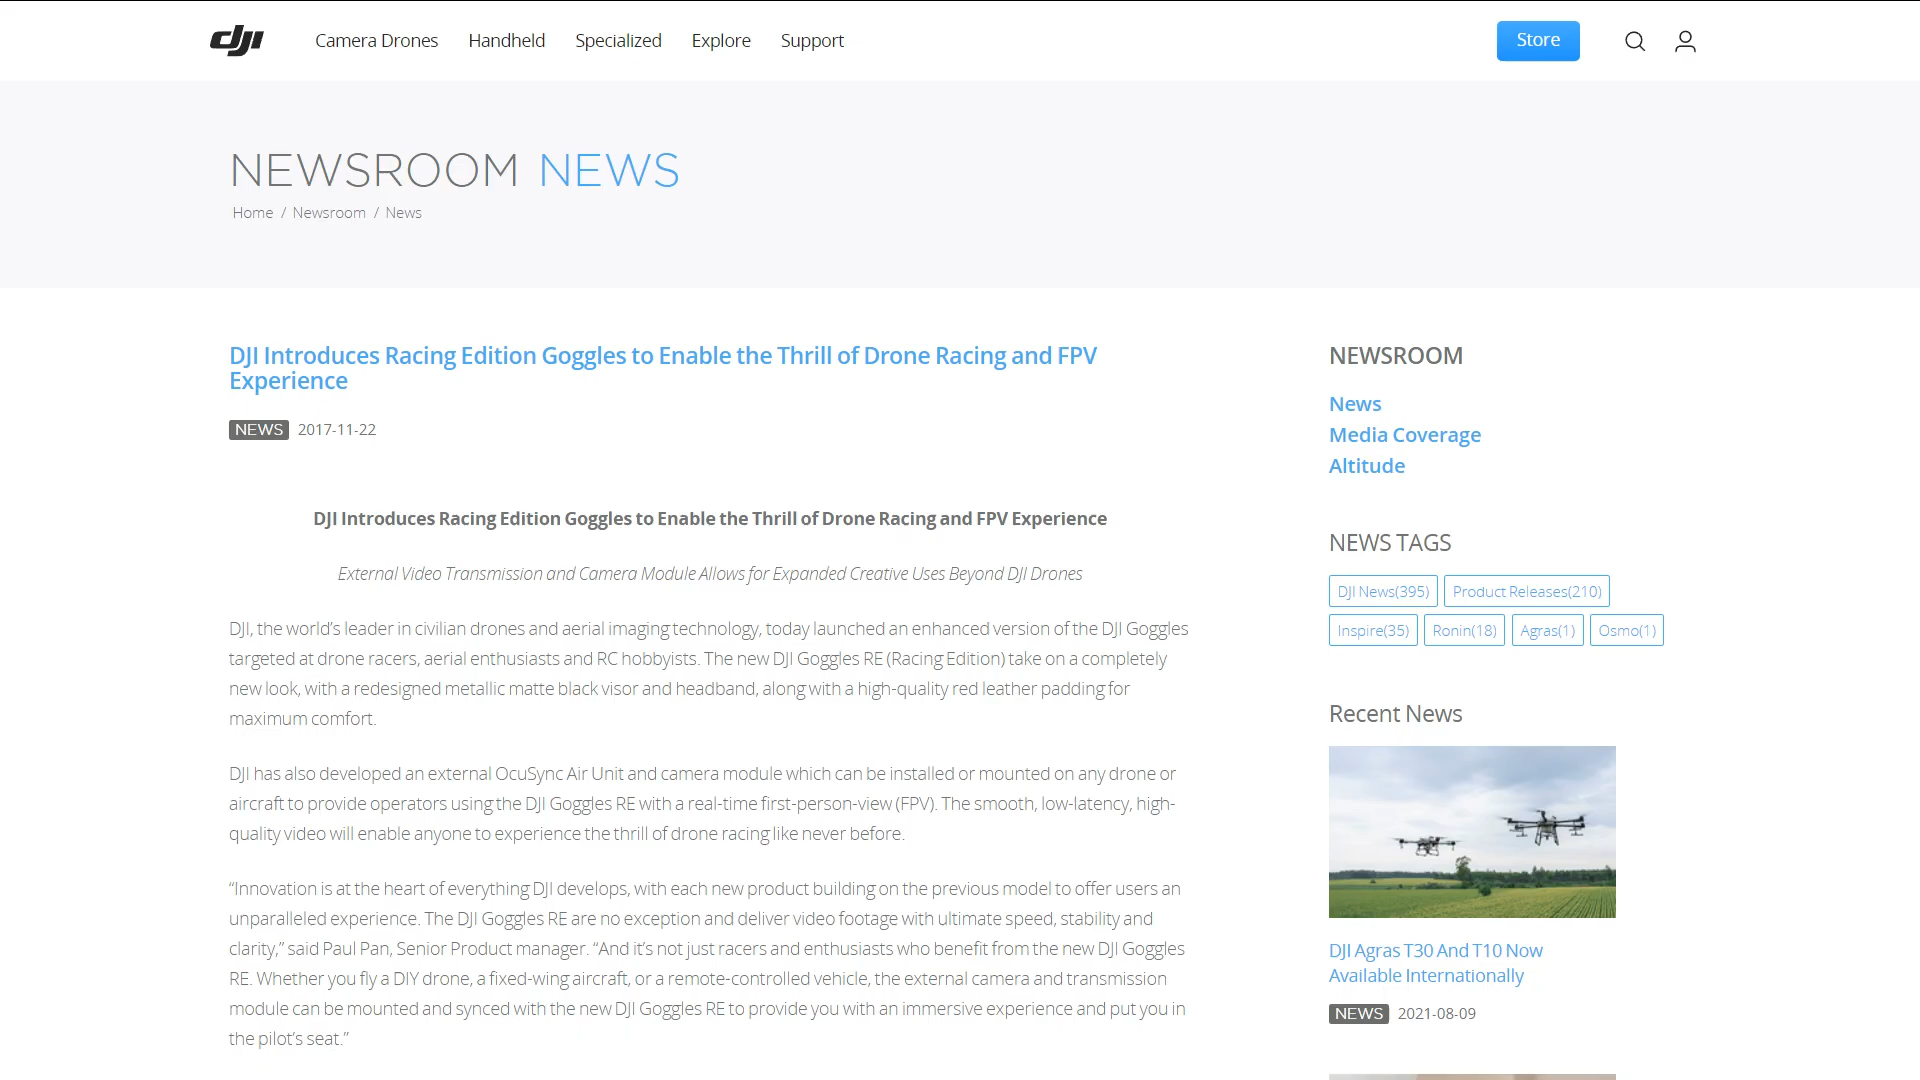 dji
Camera Drones
Handheld
Specialized
Explore
Support
Store
NEWSROOM NEWS
Home / Newsroom / News
DJI Introduces Racing Edition Goggles to Enable the Thrill of Drone Racing and FPV
Experience
NEWS 2017-11-22
DJI Introduces Racing Edition Goggles to Enable the Thrill of Drone Racing and FPV Experience
External Video Transmission and Camera Module Allows for Expanded Creative Uses Beyond DJI Drones
DJI, the world’s leader in civilian drones and aerial imaging technology, today launched an enhanced version of the DJI Goggles
targeted at drone racers, aerial enthusiasts and RC hobbyists. The new DJI Goggles RE (Racing Edition) take on a completely
new look, with a redesigned metallic matte black visor and headband, along with a high-quality red leather padding for
maximum comfort.
DJI has also developed an external OcuSync Air Unit and camera module which can be installed or mounted on any drone or
aircraft to provide operators using the DJI Goggles RE with a real-time first-person-view (FPV). The smooth, low-latency, high-
quality video will enable anyone to experience the thrill of drone racing like never before.
“Innovation is at the heart of everything DJI develops, with each new product building on the previous model to offer users an
unparalleled experience. The DJI Goggles RE are no exception and deliver video footage with ultimate speed, stability and
clarity,” said Paul Pan, Senior Product manager. “And it’s not just racers and enthusiasts who benefit from the new DJI Goggles
RE. Whether you fly a DIY drone, a fixed-wing aircraft, or a remote-controlled vehicle, the external camera and transmission
module can be mounted and synced with the new DJI Goggles RE to provide you with an immersive experience and put you in
the pilot’s seat.”
NEWSROOM
News
Media Coverage
Altitude
NEWS TAGS
DJI News(395) Product Releases(210)
Inspire(35) Ronin(18) Agras(1) Osmo(1)
Recent News
DJI Agras T30 And T10 Now
Available Internationally
NEWS 2021-08-09